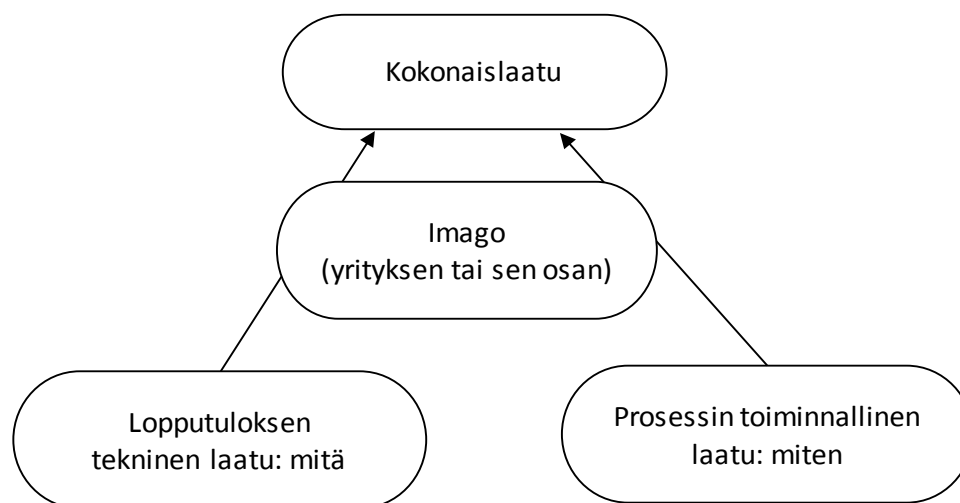 Kokonaislaatu
Imago
(yrityksen tai sen osan)
Lopputuloksen
tekninen laatu: mitä
Prosessin toiminnallinen
laatu: miten